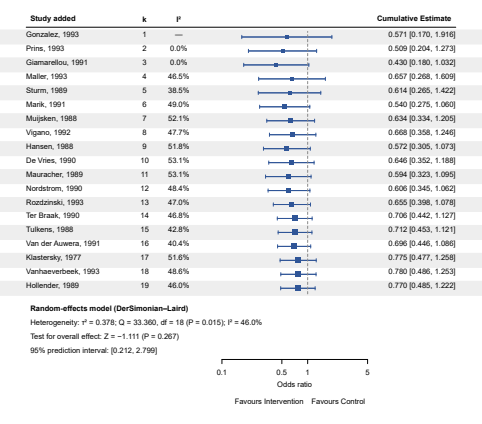 Study added k I² Cumulative Estimate
Gonzalez, 1993 1 — 0.571 [0.170, 1.916]
Prins, 1993 2 0.0% 0.509 [0.204, 1.273]
Giamarellou, 1991 3 0.0% 0.430 [0.180, 1.032]
Maller, 1993 4 46.5% 0.657 [0.268, 1.609]
Sturm, 1989 5 38.5% 0.614 [0.265, 1.422]
Marik, 1991 6 49.0% 0.540 [0.275, 1.060]
Muijsken, 1988 7 52.1% 0.634 [0.334, 1.205]
Vigano, 1992 8 47.7% 0.668 [0.358, 1.246]
Hansen, 1988 9 51.8% 0.572 [0.305, 1.073]
De Vries, 1990 10 53.1% 0.646 [0.352, 1.188]
Mauracher, 1989 11 53.1% 0.594 [0.323, 1.095]
Nordstrom, 1990 12 48.4% 0.606 [0.345, 1.062]
Rozdzinski, 1993 13 47.0% 0.655 [0.398, 1.078]
Ter Braak, 1990 14 46.8% 0.706 [0.442, 1.127]
Tulkens, 1988 15 42.8% 0.712 [0.453, 1.121]
Van der Auwera, 1991 16 40.4% 0.696 [0.446, 1.086]
Klastersky, 1977 17 51.6% 0.775 [0.477, 1.258]
Vanhaeverbeek, 1993 18 48.6% 0.780 [0.486, 1.253]
Hollender, 1989 19 46.0% 0.770 [0.485, 1.222]
Random-effects model (DerSimonian–Laird)
Heterogeneity: τ² = 0.378; Q = 33.360, df = 18 (P = 0.015); I² = 46.0%
Test for overall effect: Z = −1.111 (P = 0.267)
95% prediction interval: [0.212, 2.799]
0.1 0.5 1 5
Odds ratio
Favours Intervention Favours Control